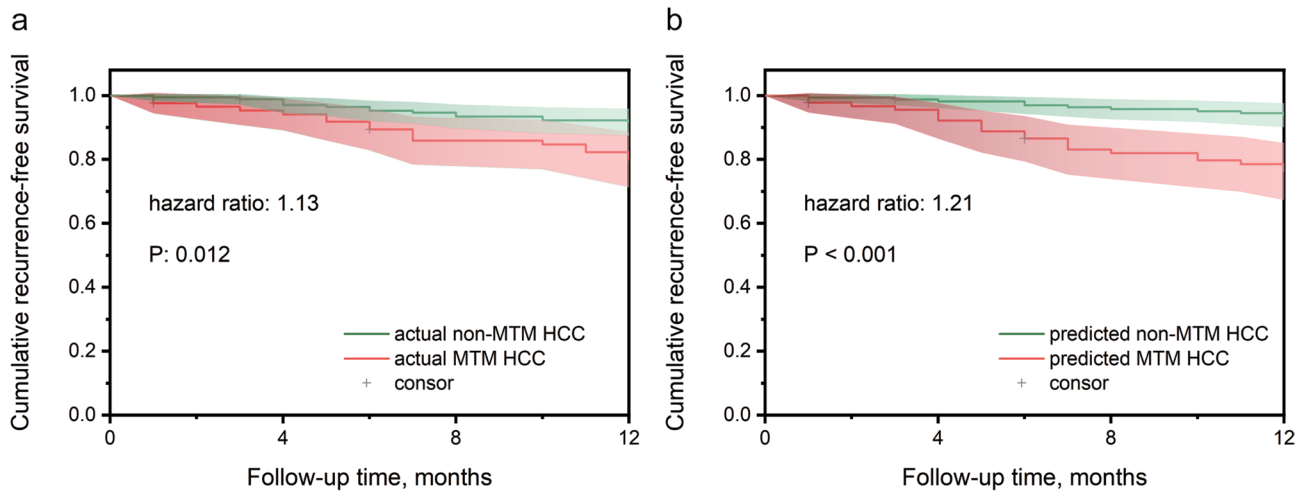 a
Cumulative recurrence-free survival
1.0
0.8
0.6
0.4
0.2
0.0
hazard ratio: 1.13
P: 0.012
actual non-MTM HCC
actual MTM HCC
consor
0
4
8
12
Follow-up time, months
b
Cumulative recurrence-free survival
1.0
0.8
0.6
0.4
0.2
0.0
hazard ratio: 1.21
P < 0.001
predicted non-MTM HCC
predicted MTM HCC
consor
0
4
8
12
Follow-up time, months